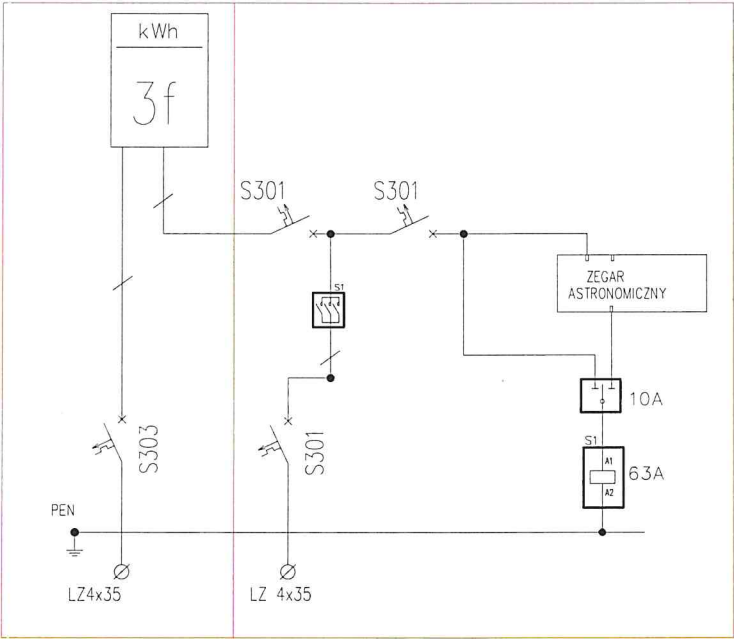 kWh
3f
S301
S301
S1
ZEGAR
ASTRONOMICZNY
10A
S303
S301
S1
A1
63A
A2
PEN
LZ4x35
LZ 4x35